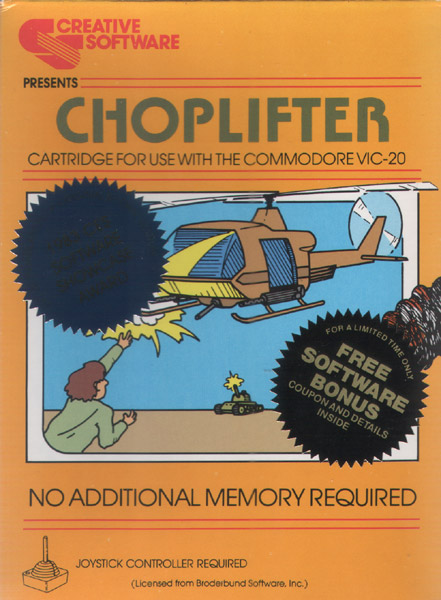 CREATIVE
SOFTWARE
PRESENTS
CHOPLIFTER
CARTRIDGE FOR USE WITH THE COMMODORE VIC-20
FOR A LIMITED TIME ONLY
FREE
SOFTWARE
BONUS
COUPON AND DETAILS
INSIDE
NO ADDITIONAL MEMORY REQUIRED
JOYSTICK CONTROLLER REQUIRED
(Licensed from Broderbund Software, Inc.)